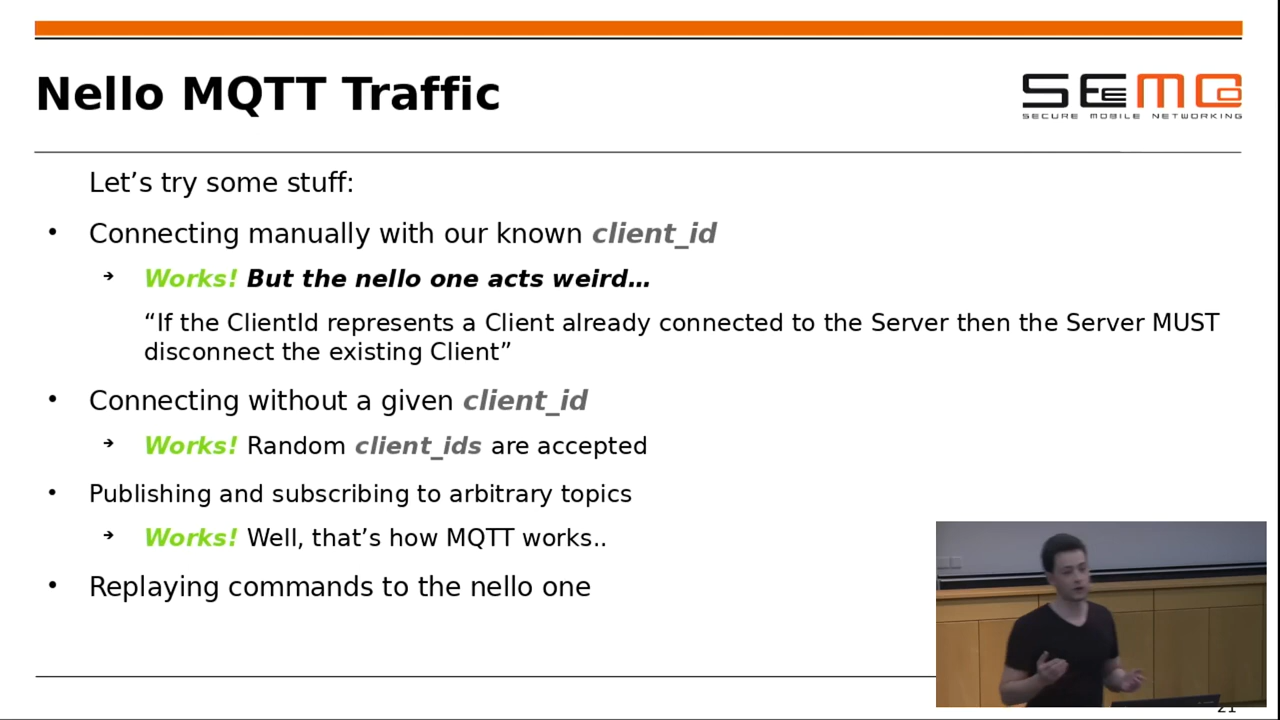 Nello MQTT Traffic
SEEMOO
SECURE MOBILE NETWORKING
Let’s try some stuff:
• Connecting manually with our known client_id
➔ Works! But the nello one acts weird…
“If the ClientId represents a Client already connected to the Server then the Server MUST
disconnect the existing Client”
• Connecting without a given client_id
➔ Works! Random client_ids are accepted
• Publishing and subscribing to arbitrary topics
➔ Works! Well, that’s how MQTT works..
• Replaying commands to the nello one
21